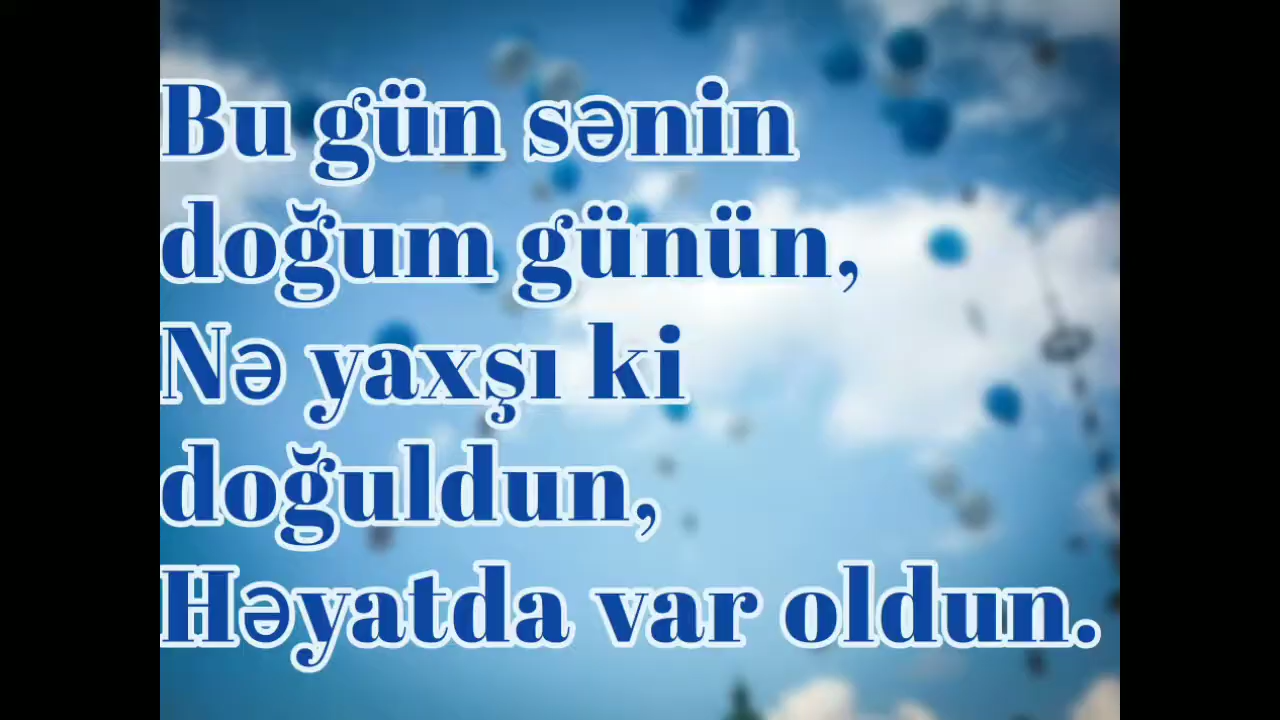 Bu gün sənin
doğum günün,
Nə yaxşı ki
doğuldun,
Həyatda var oldun.